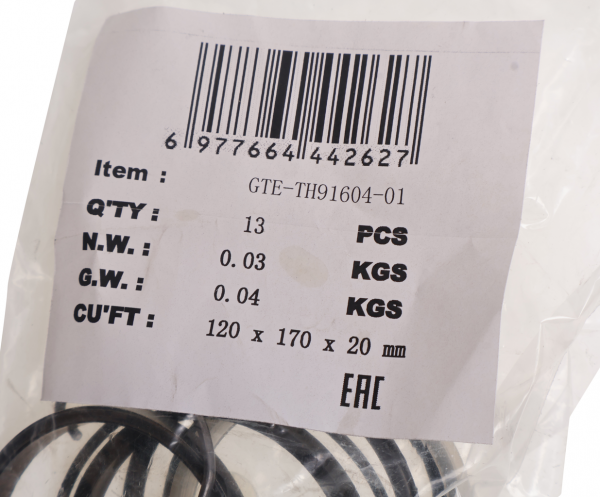 6 977664 442627
Item : GTE-TH91604-01
Q'TY : 13 PCS
N.W. : 0.03 KGS
G.W. : 0.04 KGS
CU'FT : 120 x 170 x 20 mm
EAC